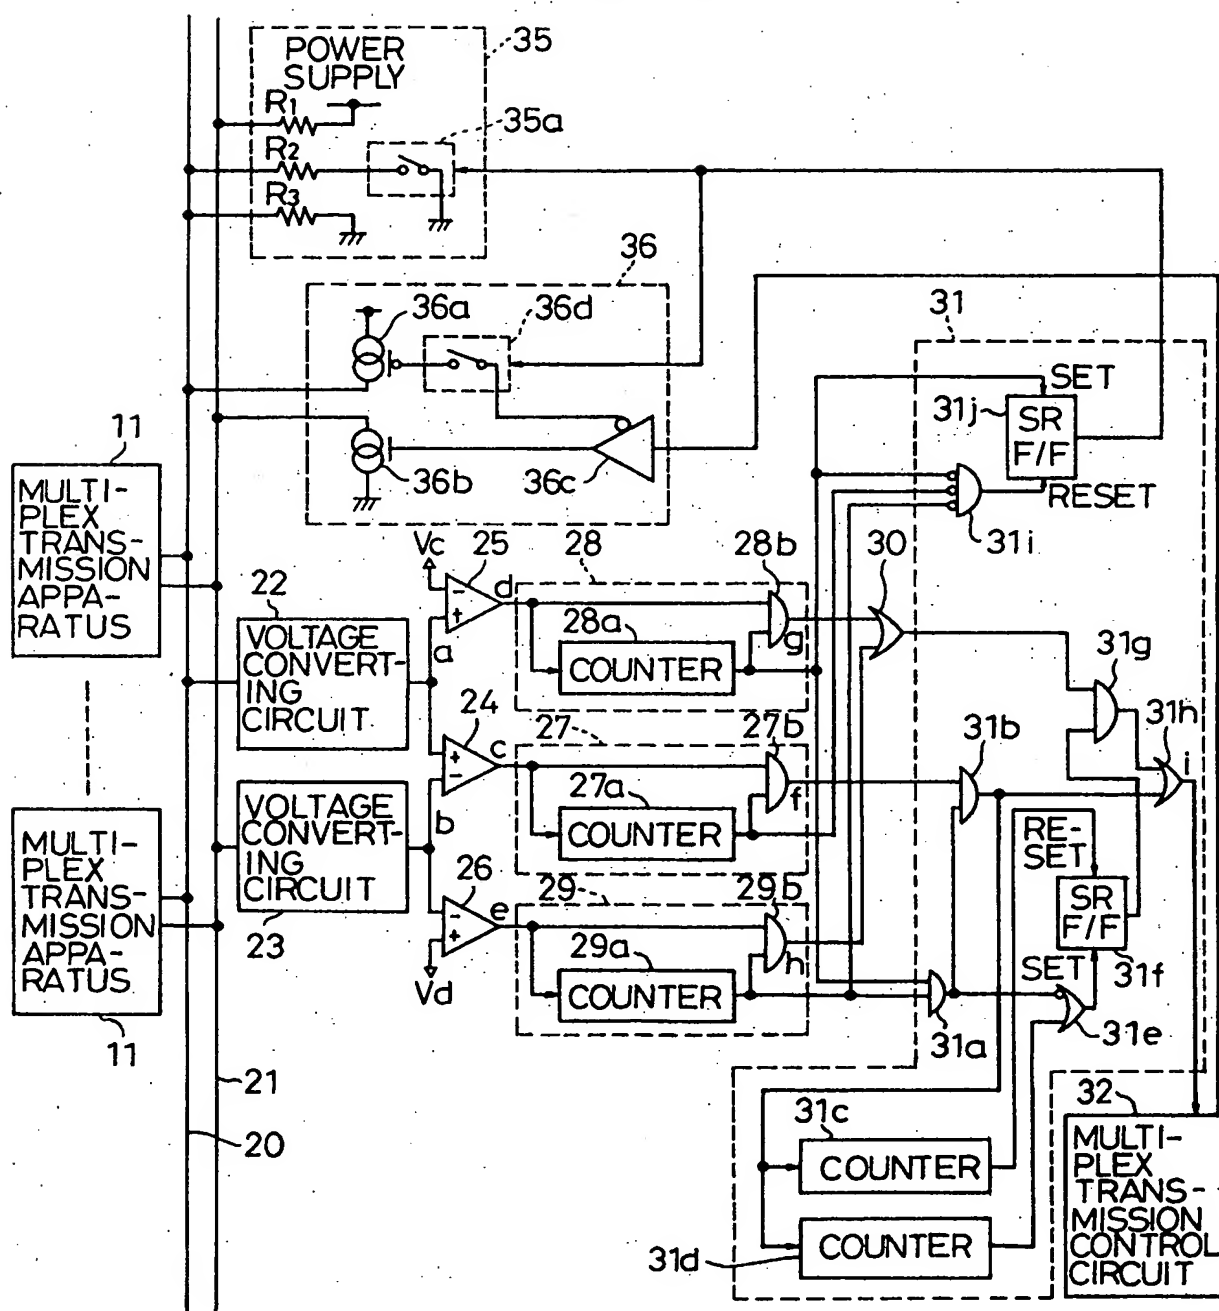 POWER
SUPPLY
35
R1
35a
R2
R3
36
36a
36d
36b
36c
31
SET
31j
SR
F/F
RESET
31i
11
MULTI-
PLEX
TRANS-
MISSION
APPA-
RATUS
Vc
25
28
28b
30
d
22
VOLTAGE
CONVERT-
ING
CIRCUIT
a
28a
COUNTER
g
31g
24
27
27b
31b
31h
c
i
VOLTAGE
CONVERT-
ING
CIRCUIT
23
b
27a
COUNTER
f
RE-
SET
MULTI-
PLEX
TRANS-
MISSION
APPA-
RATUS
11
26
29
29b
e
SR
F/F
31f
29a
COUNTER
h
SET
Vd
31a
31e
21
20
31c
COUNTER
31d
COUNTER
32
MULTI-
PLEX
TRANS-
MISSION
CONTROL
CIRCUIT